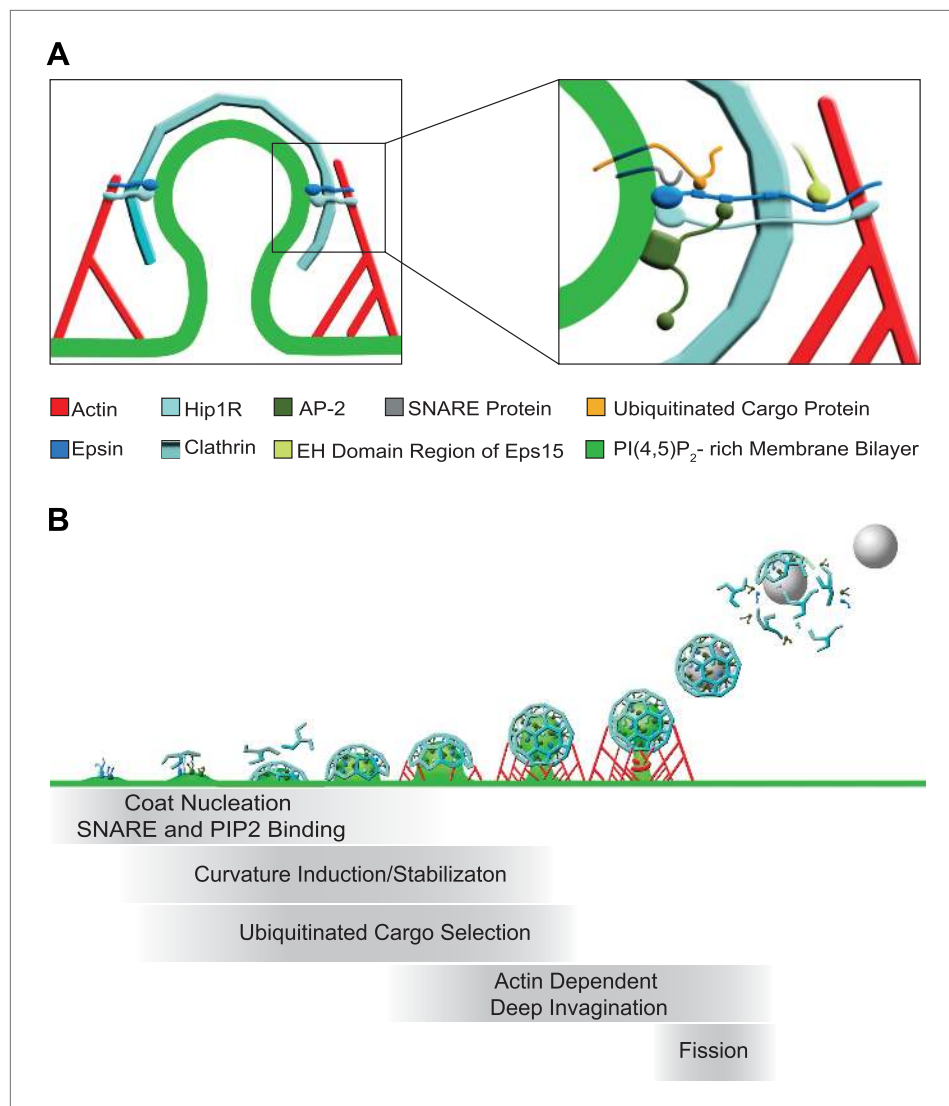 A
Actin
Hip1R
AP-2
SNARE Protein
Ubiquitinated Cargo Protein
Epsin
Clathrin
EH Domain Region of Eps15
PI(4,5)P2- rich Membrane Bilayer
B
Coat Nucleation
SNARE and PIP2 Binding
Curvature Induction/Stabilizaton
Ubiquitinated Cargo Selection
Actin Dependent
Deep Invagination
Fission